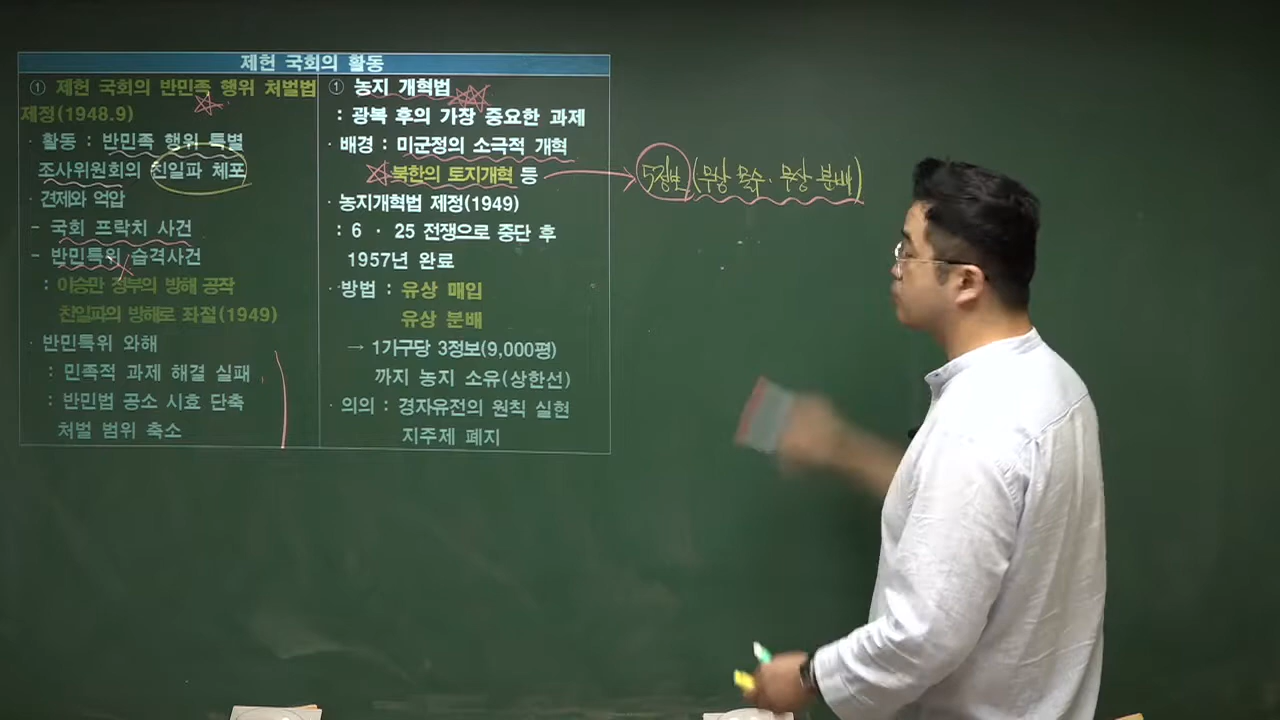 제헌 국회의 활동
① 제헌 국회의 반민족 행위 처벌법
제정(1948.9)
· 활동 : 반민족 행위 특별
조사위원회의 친일파 체포
· 견제와 억압
- 국회 프락치 사건
- 반민특위 습격사건
: 이승만 정부의 방해 공작
친일파의 방해로 좌절(1949)
· 반민특위 와해
: 민족적 과제 해결 실패
: 반민법 공소 시효 단축
처벌 범위 축소
① 농지 개혁법
: 광복 후의 가장 중요한 과제
· 배경 : 미군정의 소극적 개혁
북한의 토지개혁 등
5정보 (무상 몰수·무상 분배)
· 농지개혁법 제정(1949)
: 6 · 25 전쟁으로 중단 후
1957년 완료
· 방법 : 유상 매입
유상 분배
→ 1가구당 3정보(9,000평)
까지 농지 소유(상한선)
· 의의 : 경자유전의 원칙 실현
지주제 폐지